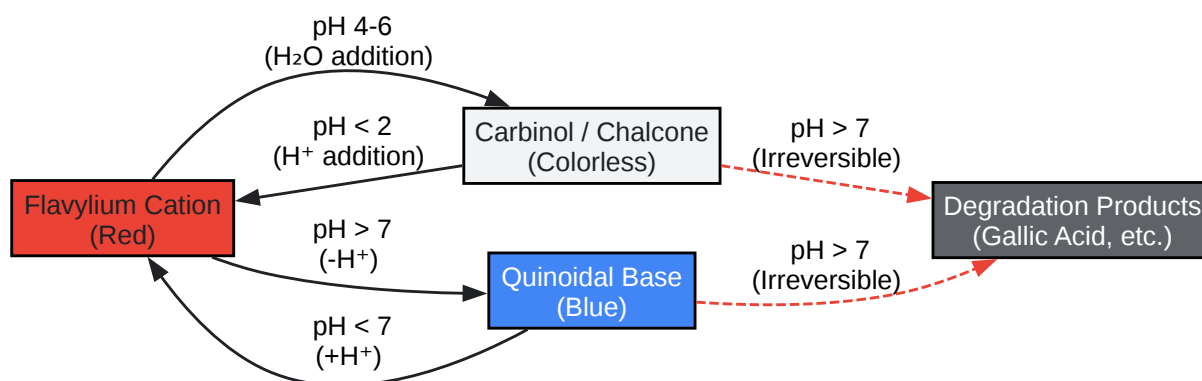 pH 4-6
(H₂O addition)
pH < 2
(H⁺ addition)
Carbinol / Chalcone
(Colorless)
pH > 7
(Irreversible)
Flavylium Cation
(Red)
Degradation Products
(Gallic Acid, etc.)
pH > 7
(-H⁺)
Quinoidal Base
(Blue)
pH > 7
(Irreversible)
pH < 7
(+H⁺)